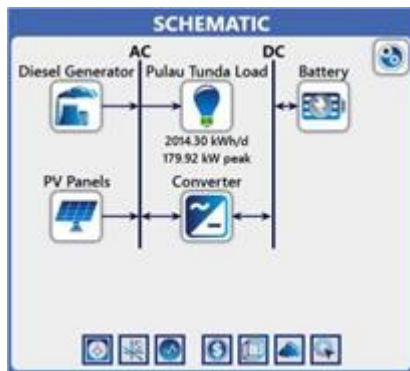 SCHEMATIC
AC DC
Diesel Generator Pulau Tunda Load Battery
2014.30 kWh/d
179.92 kW peak
PV Panels Converter